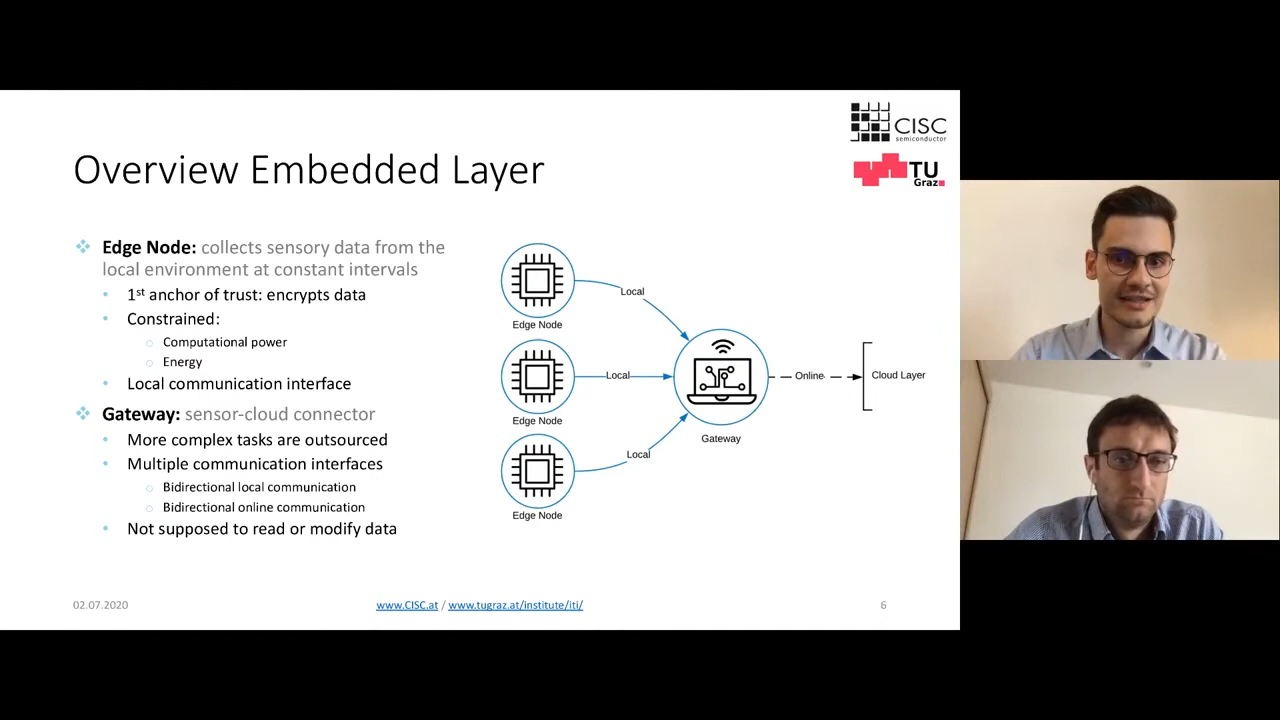 CISC
semiconductor
TU
Graz
Overview Embedded Layer
Edge Node: collects sensory data from the
local environment at constant intervals
1st anchor of trust: encrypts data
Constrained:
Computational power
Energy
Local communication interface
Gateway: sensor-cloud connector
More complex tasks are outsourced
Multiple communication interfaces
Bidirectional local communication
Bidirectional online communication
Not supposed to read or modify data
Edge Node
Local
Edge Node
Local
Edge Node
Local
Gateway
Online
Cloud Layer
02.07.2020
www.CISC.at / www.tugraz.at/institute/iti/
6